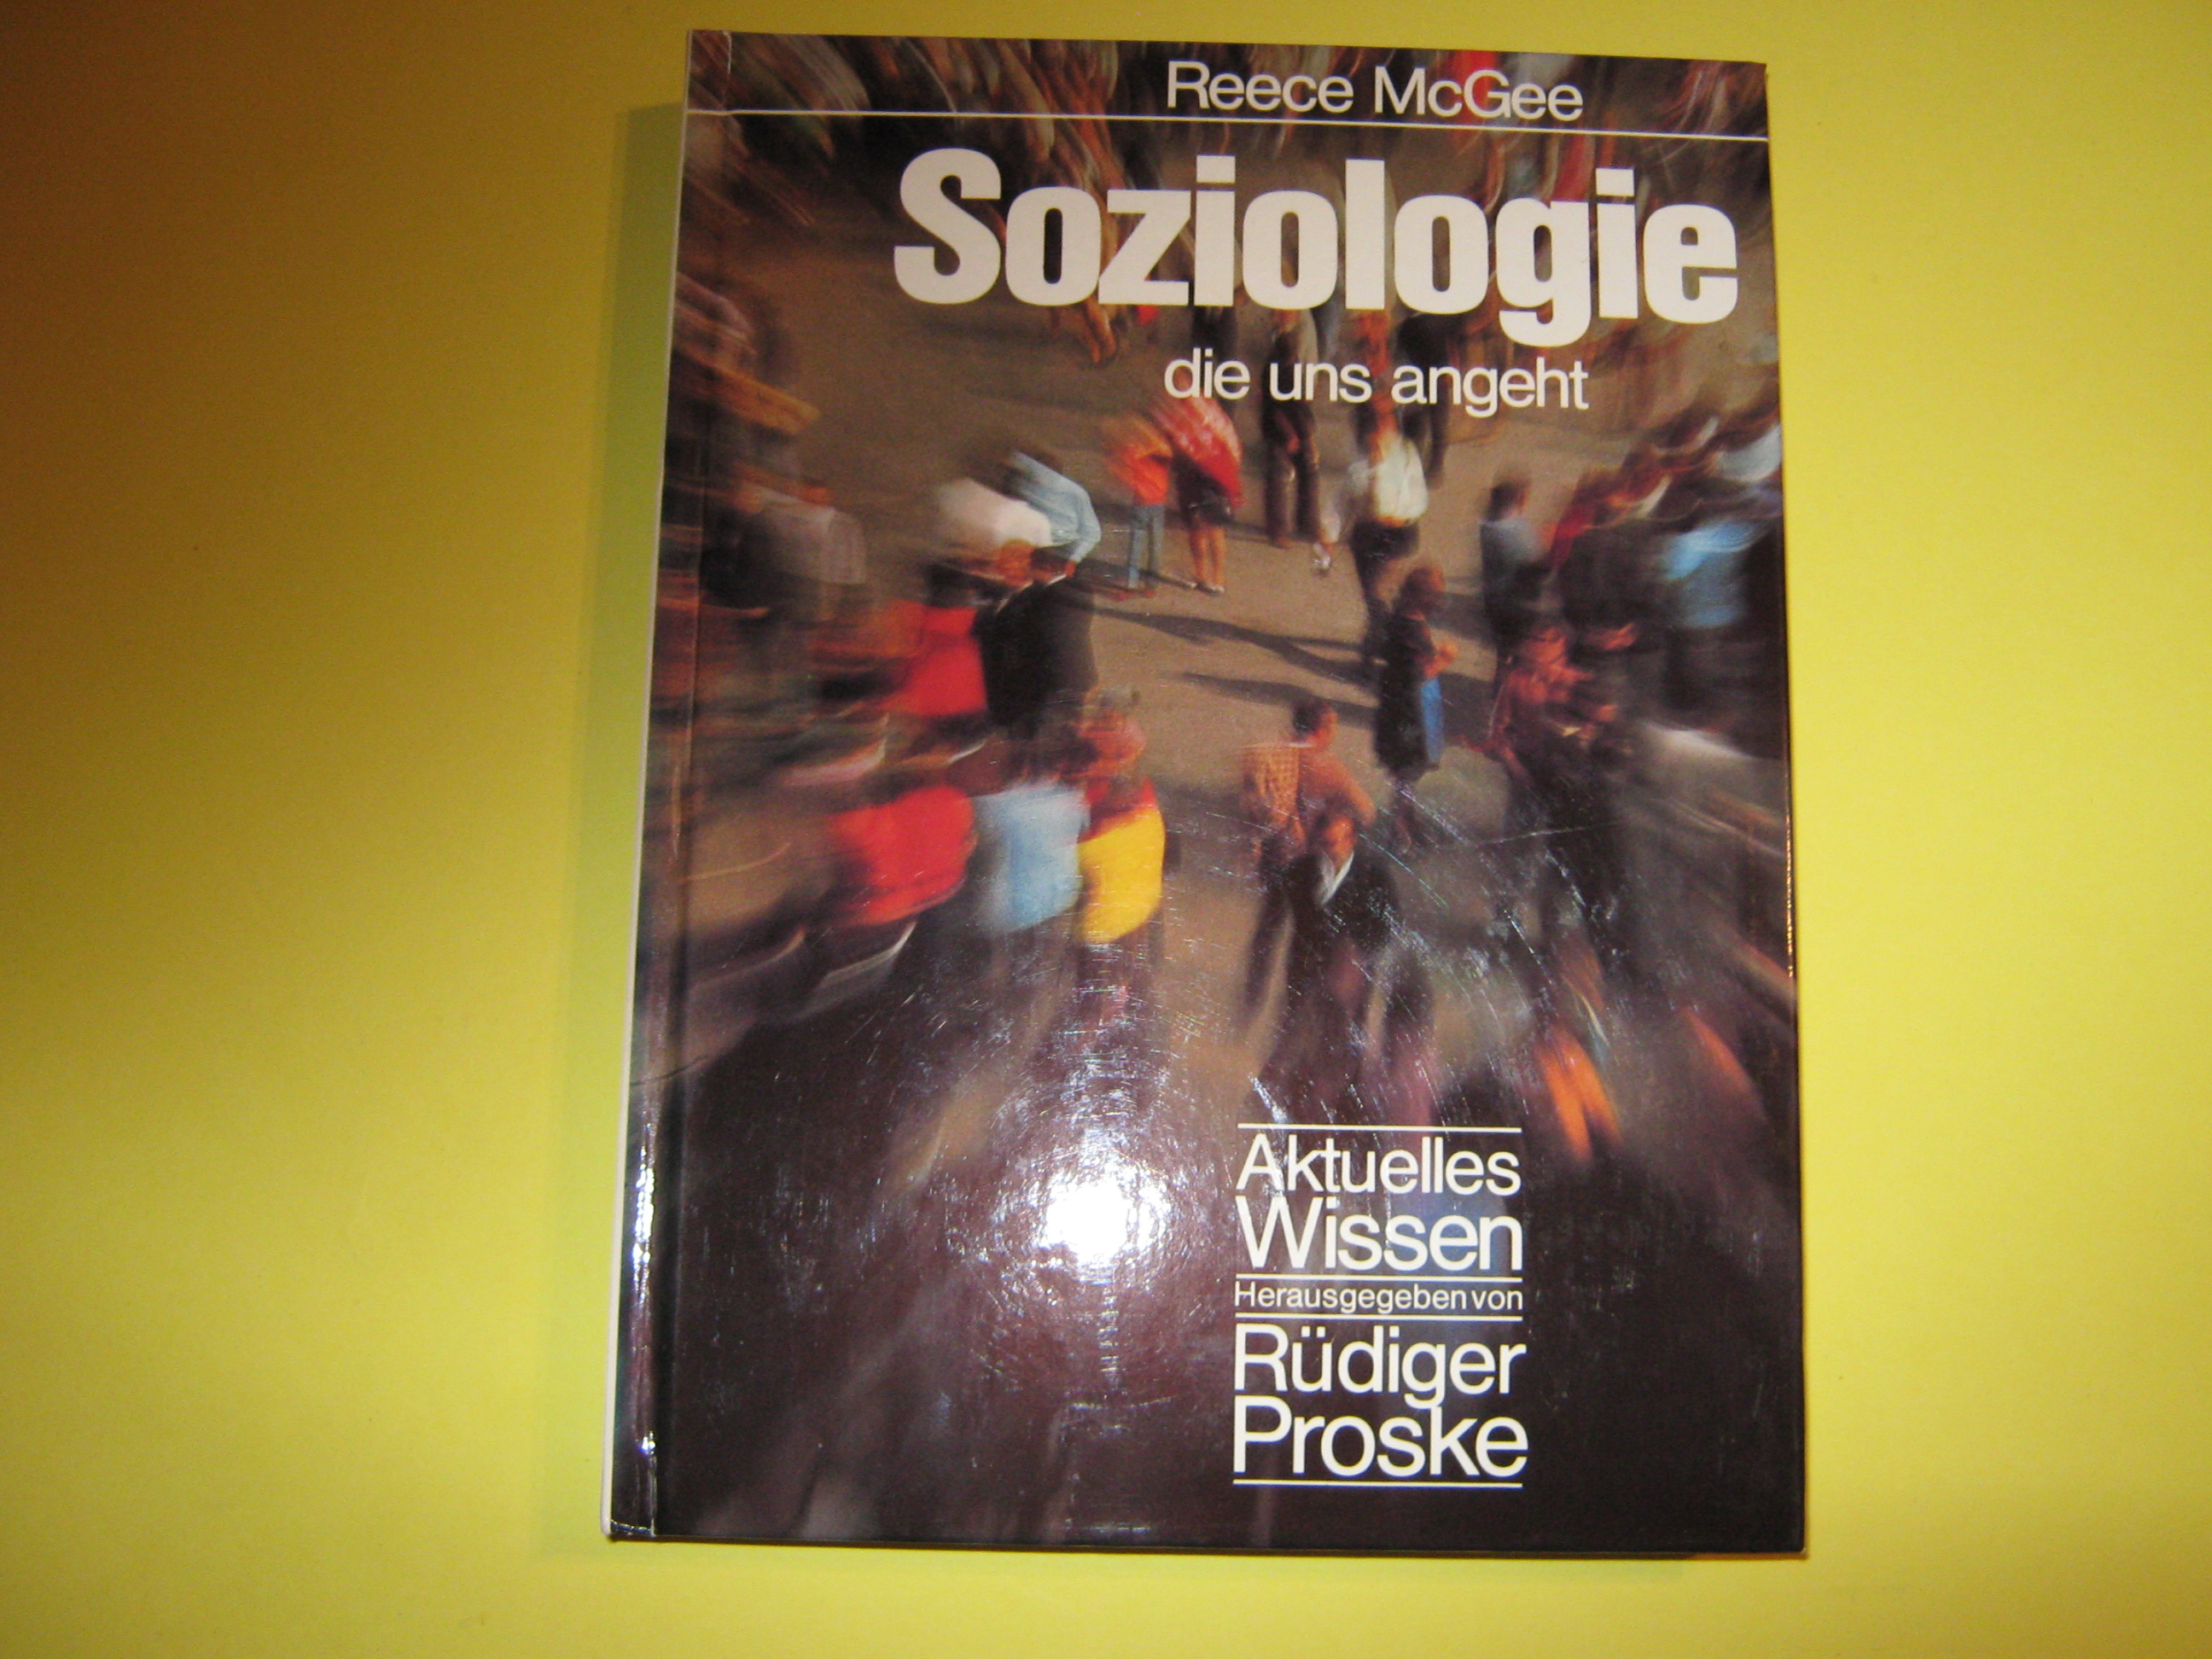 Reece McGee
Soziologie
die uns angeht
Aktuelles
Wissen
Herausgegeben von
Rüdiger
Proske